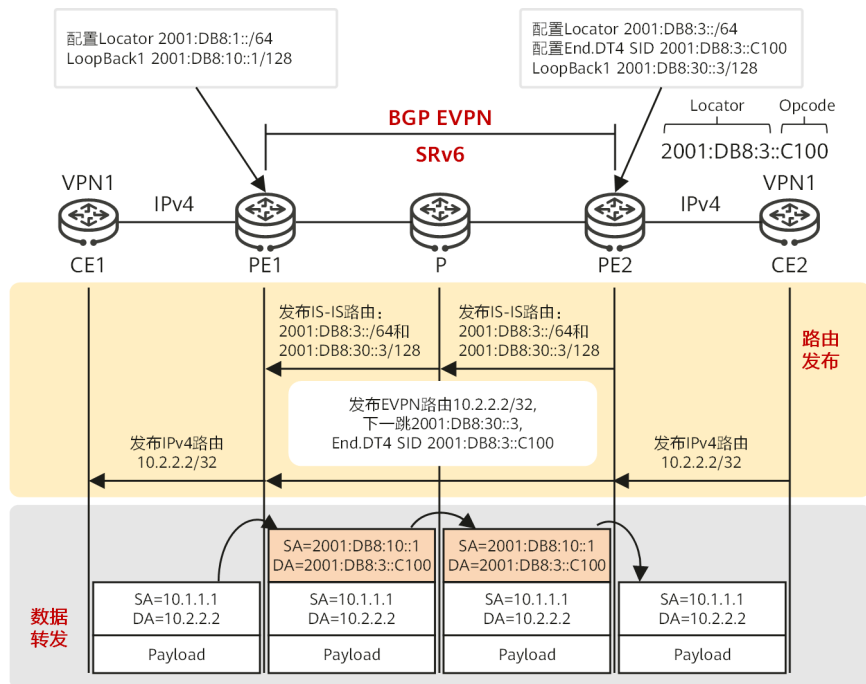 配置Locator 2001:DB8:1::/64
LoopBack1 2001:DB8:10::1/128
配置Locator 2001:DB8:3::/64
配置End.DT4 SID 2001:DB8:3::C100
LoopBack1 2001:DB8:30::3/128
Locator
Opcode
2001:DB8:3::C100
BGP EVPN
SRv6
VPN1
IPv4
IPv4
VPN1
CE1
PE1
P
PE2
CE2
发布IS-IS路由:
2001:DB8:3::/64和
2001:DB8:30::3/128
发布IS-IS路由:
2001:DB8:3::/64和
2001:DB8:30::3/128
路由
发布
发布EVPN路由10.2.2.2/32,
下一跳2001:DB8:30::3,
End.DT4 SID 2001:DB8:3::C100
发布IPv4路由
10.2.2.2/32
发布IPv4路由
10.2.2.2/32
数据
转发
SA=10.1.1.1
DA=10.2.2.2
Payload
SA=2001:DB8:10::1
DA=2001:DB8:3::C100
SA=10.1.1.1
DA=10.2.2.2
Payload
SA=2001:DB8:10::1
DA=2001:DB8:3::C100
SA=10.1.1.1
DA=10.2.2.2
Payload
SA=10.1.1.1
DA=10.2.2.2
Payload